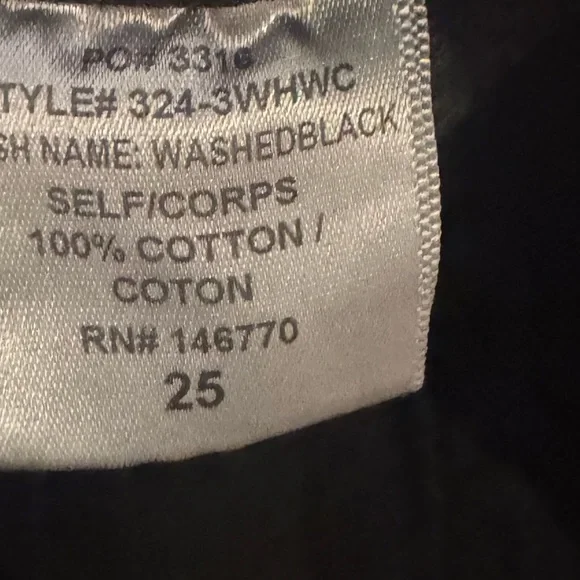 PO# 3316
TYLE# 324-3WHWC
SH NAME: WASHEDBLACK
SELF/CORPS
100% COTTON /
COTON
RN# 146770
25